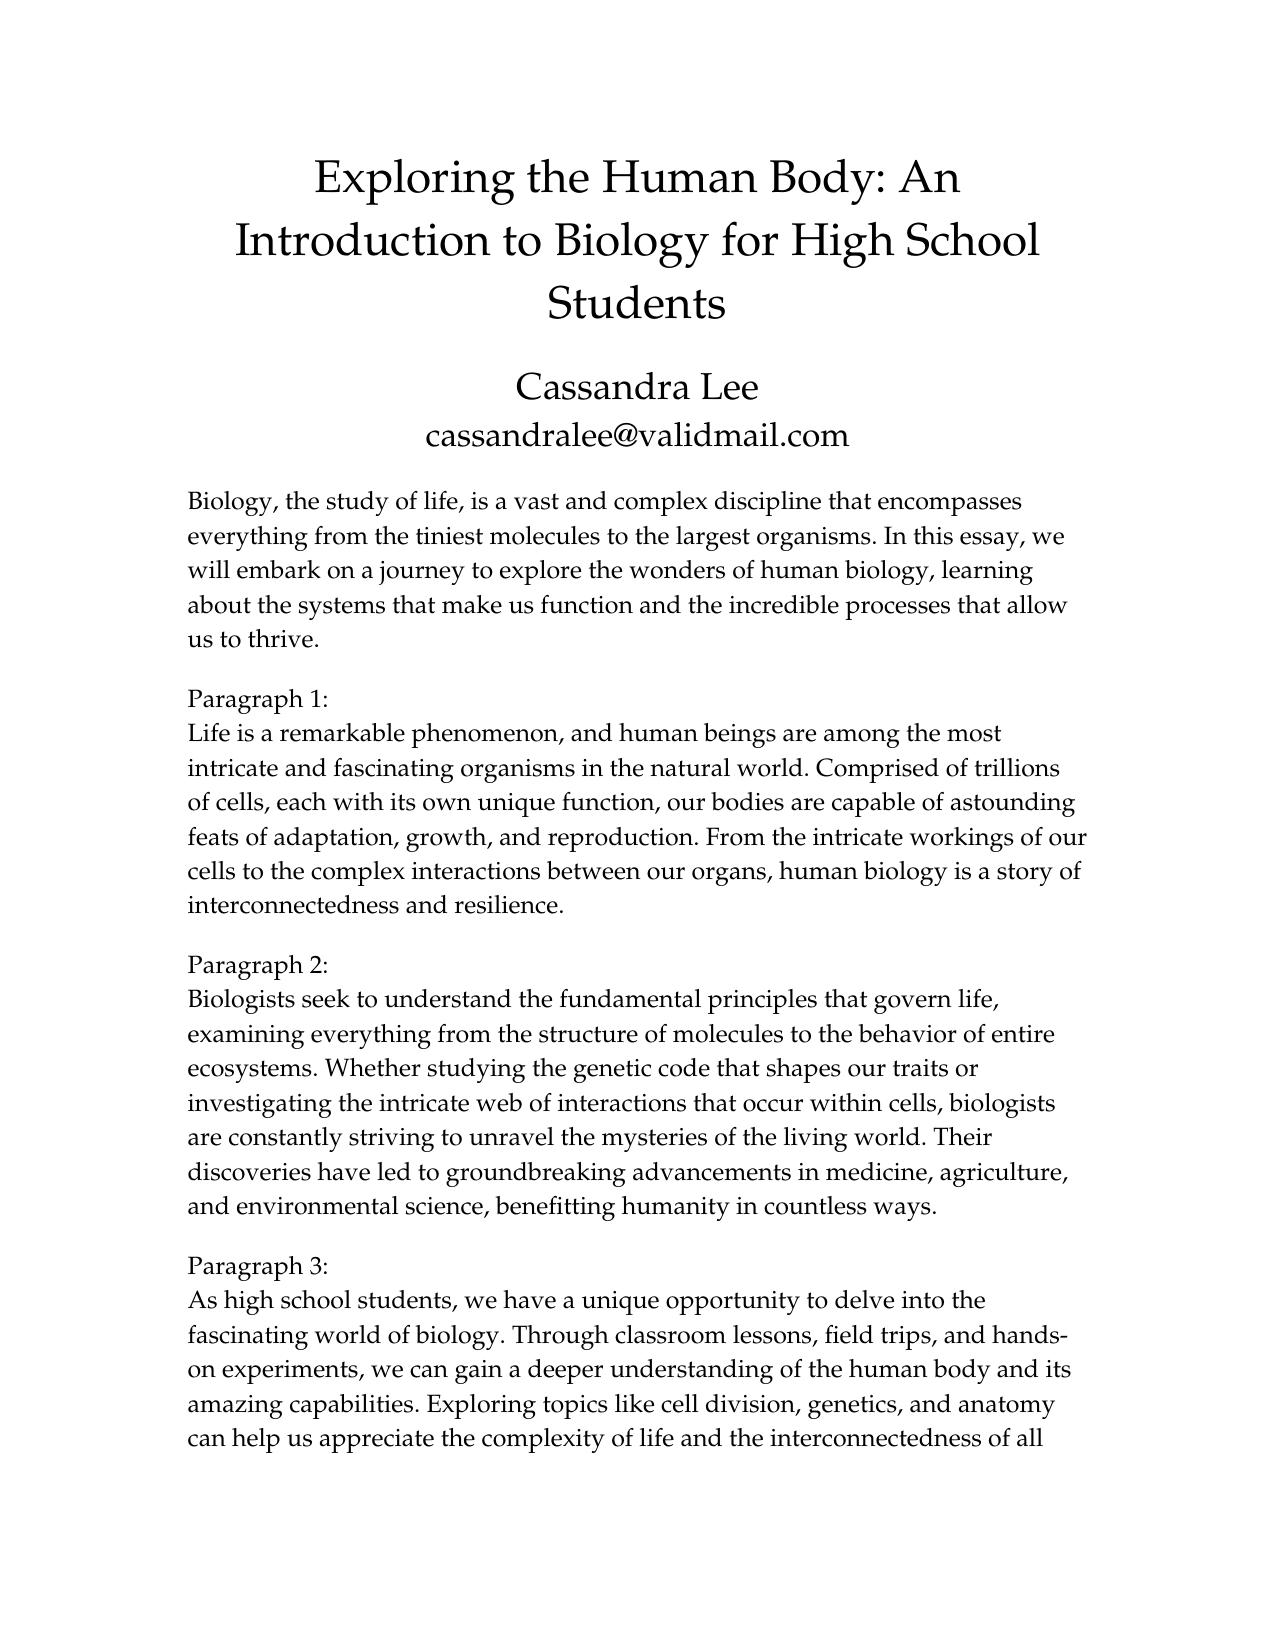 Exploring the Human Body: An
Introduction to Biology for High School
Students
Cassandra Lee
cassandralee@validmail.com
Biology, the study of life, is a vast and complex discipline that encompasses
everything from the tiniest molecules to the largest organisms. In this essay, we
will embark on a journey to explore the wonders of human biology, learning
about the systems that make us function and the incredible processes that allow
us to thrive.
Paragraph 1:
Life is a remarkable phenomenon, and human beings are among the most
intricate and fascinating organisms in the natural world. Comprised of trillions
of cells, each with its own unique function, our bodies are capable of astounding
feats of adaptation, growth, and reproduction. From the intricate workings of our
cells to the complex interactions between our organs, human biology is a story of
interconnectedness and resilience.
Paragraph 2:
Biologists seek to understand the fundamental principles that govern life,
examining everything from the structure of molecules to the behavior of entire
ecosystems. Whether studying the genetic code that shapes our traits or
investigating the intricate web of interactions that occur within cells, biologists
are constantly striving to unravel the mysteries of the living world. Their
discoveries have led to groundbreaking advancements in medicine, agriculture,
and environmental science, benefitting humanity in countless ways.
Paragraph 3:
As high school students, we have a unique opportunity to delve into the
fascinating world of biology. Through classroom lessons, field trips, and hands-
on experiments, we can gain a deeper understanding of the human body and its
amazing capabilities. Exploring topics like cell division, genetics, and anatomy
can help us appreciate the complexity of life and the interconnectedness of all